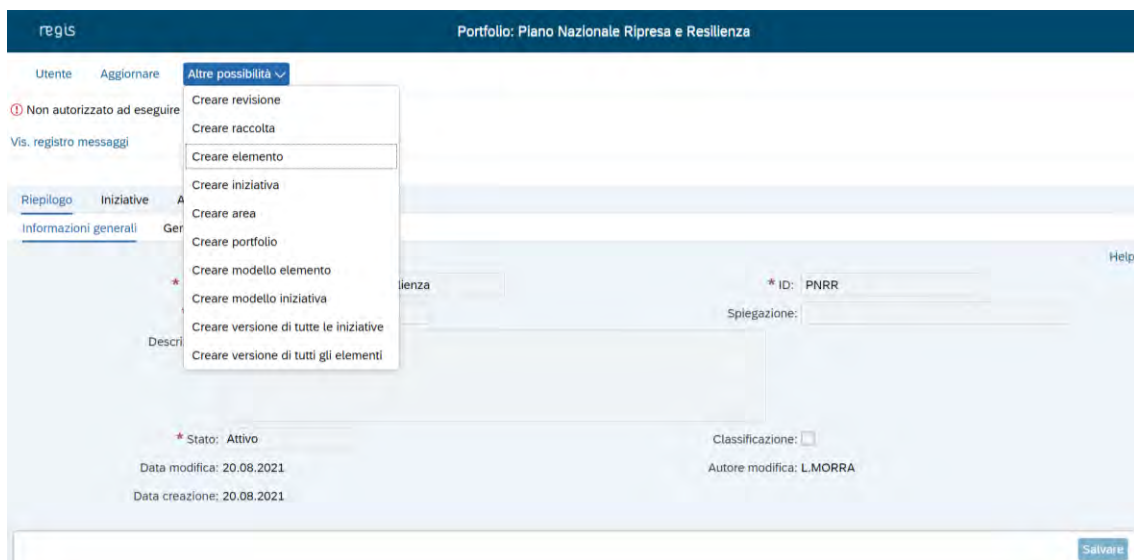 regis Portfolio: Piano Nazionale Ripresa e Resilienza
Utente Aggiornare Altre possibilità
Non autorizzato ad eseguire
Vis. registro messaggi
Creare revisione
Creare raccolta
Creare elemento
Creare iniziativa
Creare area
Creare portfolio
Creare modello elemento
Creare modello iniziativa
Creare versione di tutte le iniziative
Creare versione di tutti gli elementi
Riepilogo Iniziative A
Informazioni generali Ger
Help
* lienza * ID: PNRR
Spiegazione:
Descri
* Stato: Attivo Classificazione:
Data modifica: 20.08.2021 Autore modifica: L.MORRA
Data creazione: 20.08.2021
Salvare